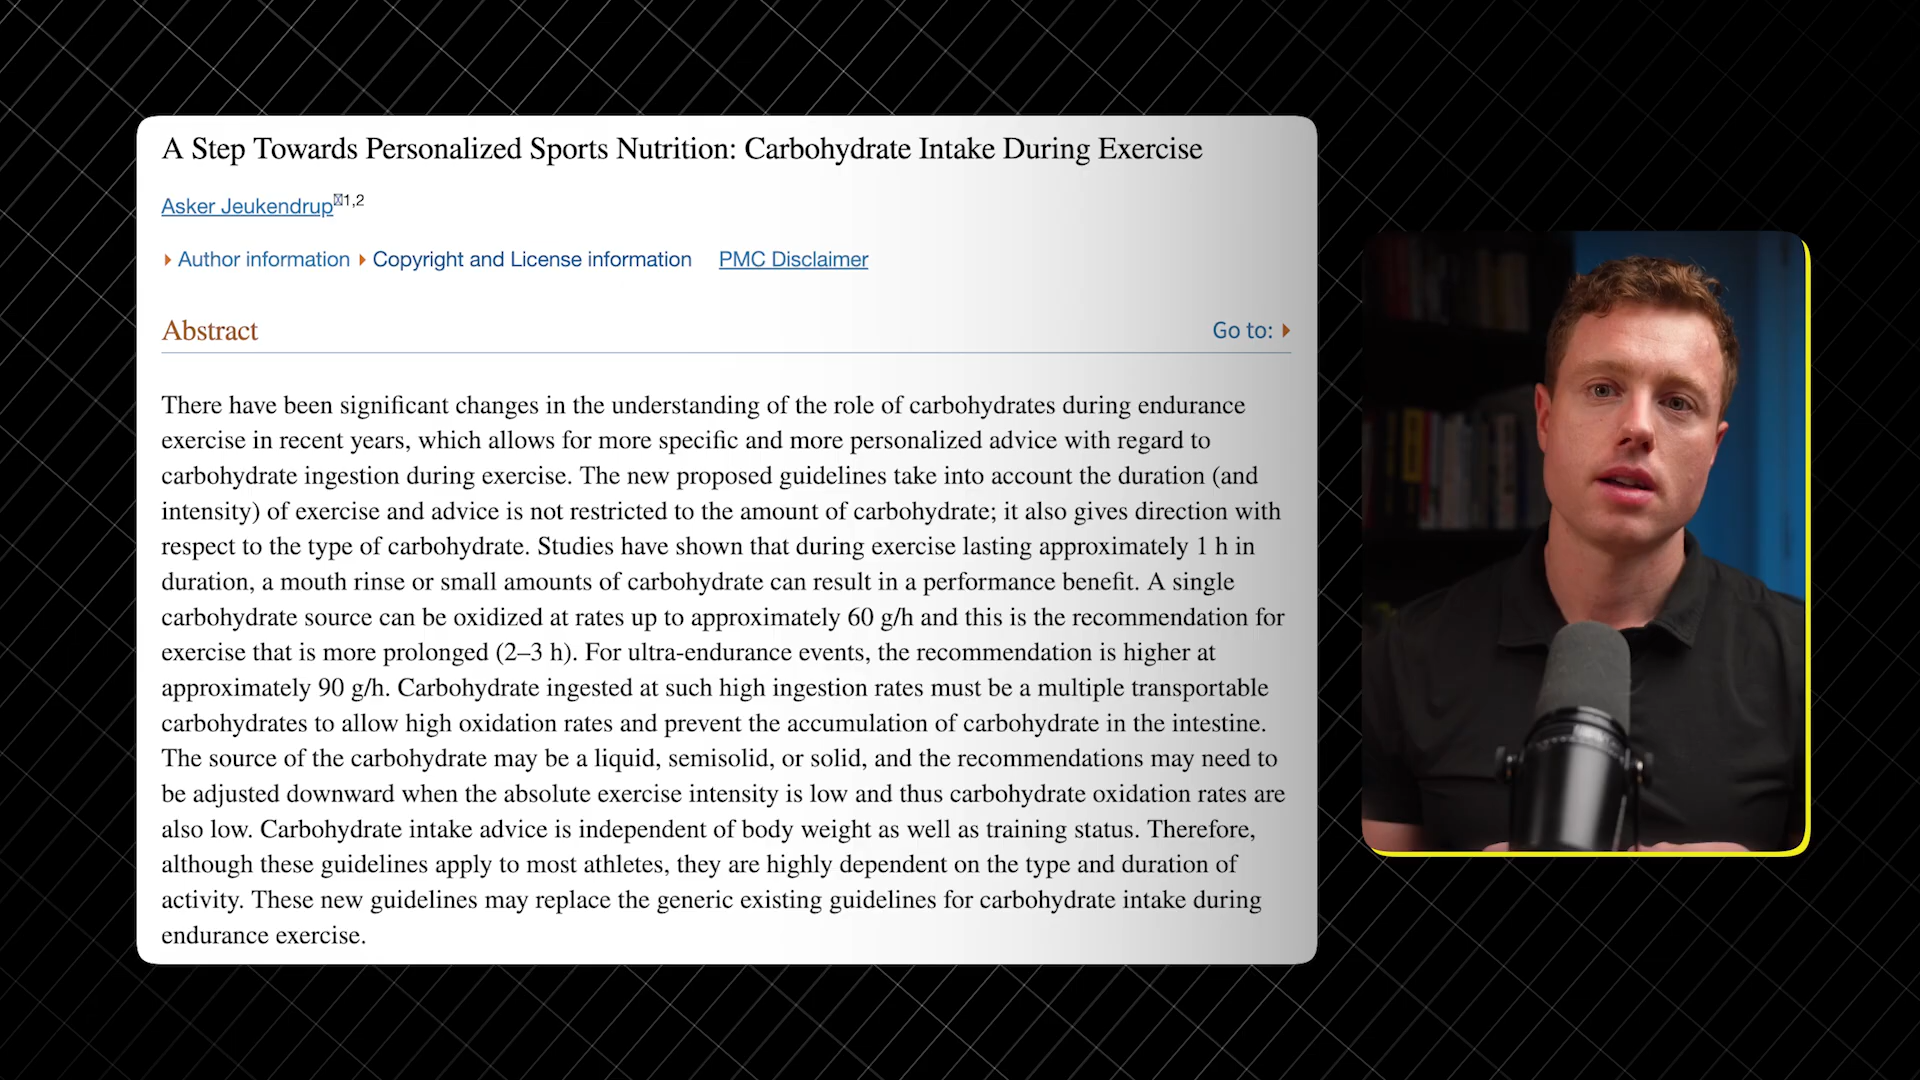 A Step Towards Personalized Sports Nutrition: Carbohydrate Intake During Exercise
Asker Jeukendrup 1,2
Author information Copyright and License information PMC Disclaimer
Abstract Go to:
There have been significant changes in the understanding of the role of carbohydrates during endurance
exercise in recent years, which allows for more specific and more personalized advice with regard to
carbohydrate ingestion during exercise. The new proposed guidelines take into account the duration (and
intensity) of exercise and advice is not restricted to the amount of carbohydrate; it also gives direction with
respect to the type of carbohydrate. Studies have shown that during exercise lasting approximately 1 h in
duration, a mouth rinse or small amounts of carbohydrate can result in a performance benefit. A single
carbohydrate source can be oxidized at rates up to approximately 60 g/h and this is the recommendation for
exercise that is more prolonged (2–3 h). For ultra-endurance events, the recommendation is higher at
approximately 90 g/h. Carbohydrate ingested at such high ingestion rates must be a multiple transportable
carbohydrates to allow high oxidation rates and prevent the accumulation of carbohydrate in the intestine.
The source of the carbohydrate may be a liquid, semisolid, or solid, and the recommendations may need to
be adjusted downward when the absolute exercise intensity is low and thus carbohydrate oxidation rates are
also low. Carbohydrate intake advice is independent of body weight as well as training status. Therefore,
although these guidelines apply to most athletes, they are highly dependent on the type and duration of
activity. These new guidelines may replace the generic existing guidelines for carbohydrate intake during
endurance exercise.